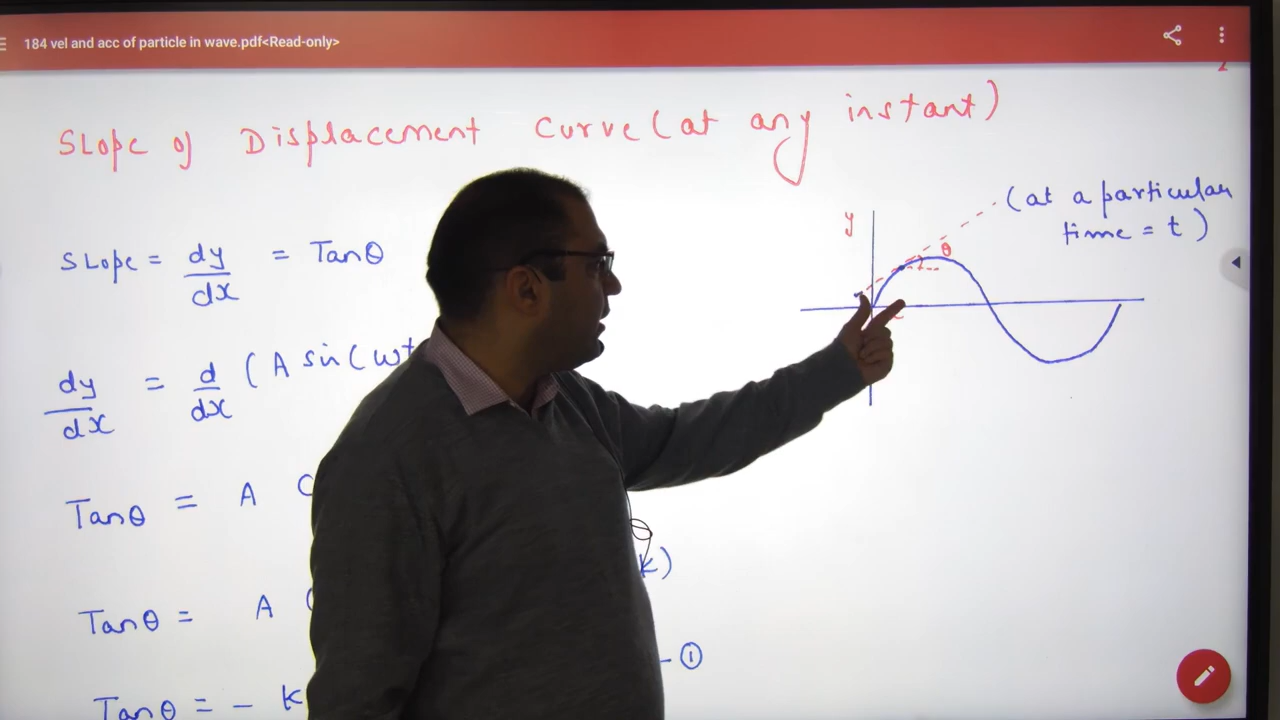 184 vel and acc of particle in wave.pdf<Read-only>
Slope of Displacement Curve (at any instant)
Slope = dy/dx = Tanθ
(at a particular time = t)
y
θ
dy/dx = d/dx (A sin(ωt
Tanθ = A C
θ
k)
Tanθ = A
Tanθ = - k
- ①